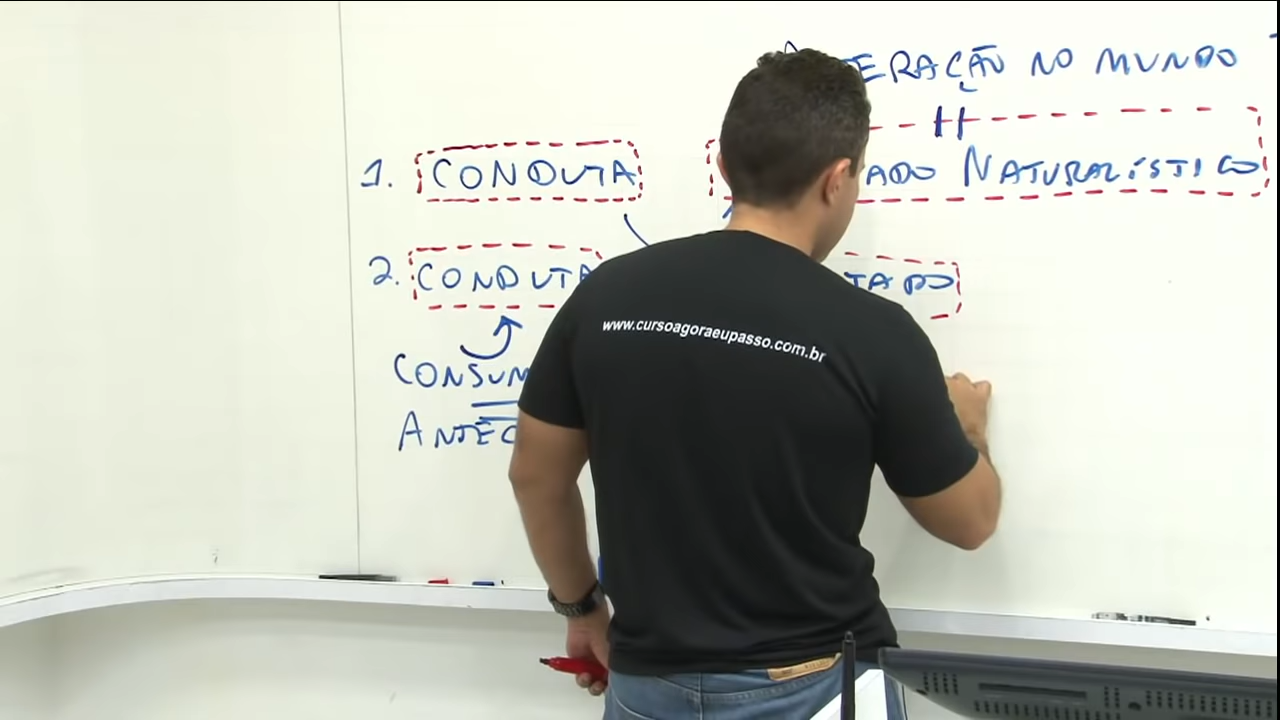 ERAÇÃO NO MUNDO
1. CONDUTA ADO NATURALÍSTICO
2. CONDUTA TADO
www.cursoagoraeupasso.com.br
CONSUM
ANTEC